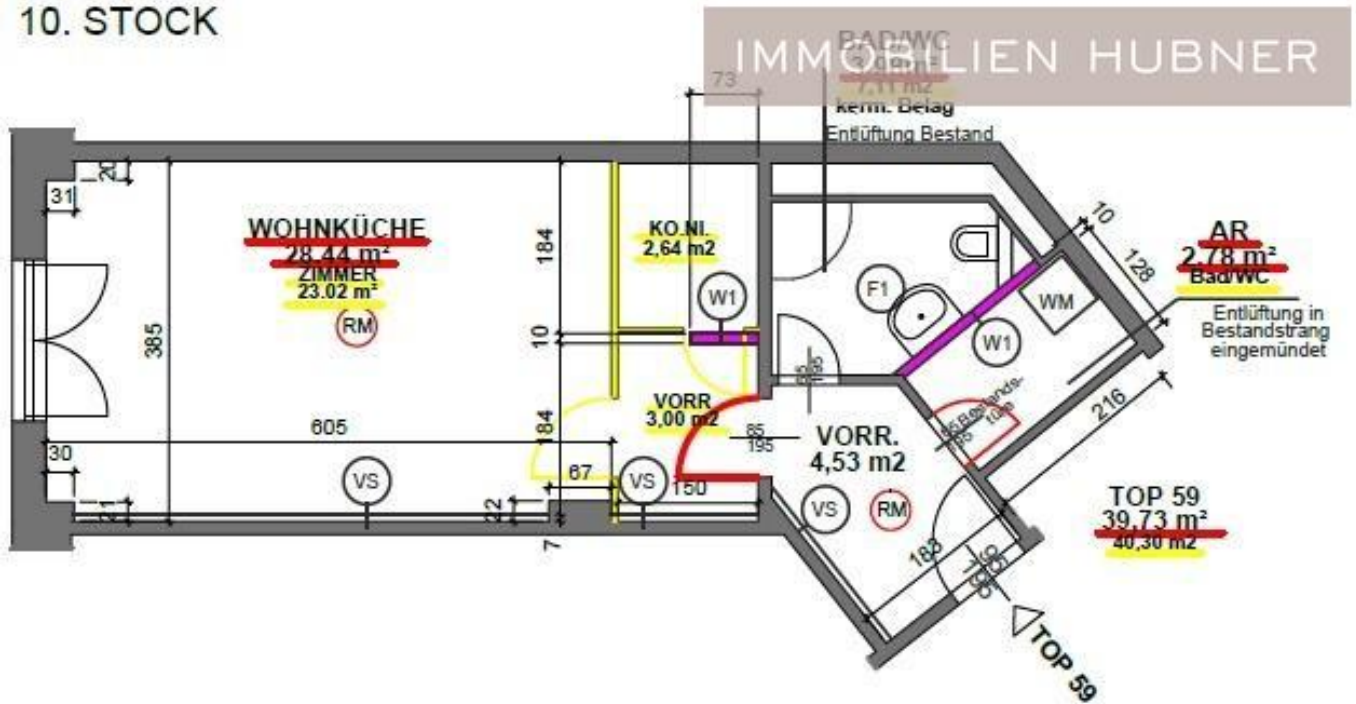 10. STOCK
IMMOBILIEN HUBNER
BAD/WC
7,11 m2
kerm. Belag
Entlüftung Bestand
73
20
31
WOHNKÜCHE
28.44 m²
ZIMMER
23.02 m²
RM
385
184
10
184
KO.NI.
2,64 m2
W1
F1
WM
W1
10
128
AR
2,78 m²
Bad/WC
Entlüftung in
Bestandstrang
eingemündet
216
VORR
3,00 m2
85
195
VORR.
4,53 m2
605
30
21
VS
67
22
7
VS
150
VS
RM
183
TOP 59
39,73 m²
40,30 m2
TOP 59